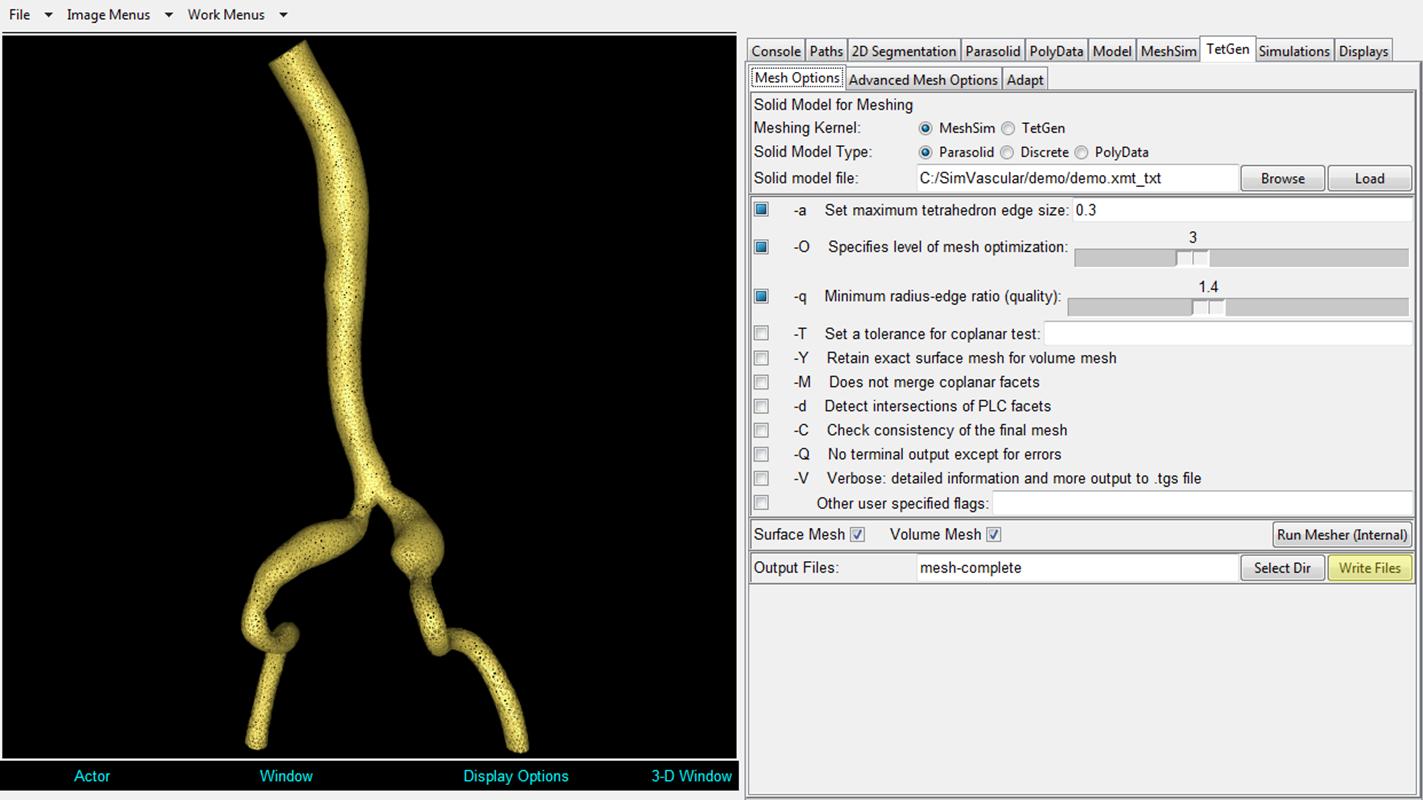 File Image Menus Work Menus
Console Paths 2D Segmentation Parasolid PolyData Model MeshSim TetGen Simulations Displays
Mesh Options Advanced Mesh Options Adapt
Solid Model for Meshing
Meshing Kernel: MeshSim TetGen
Solid Model Type: Parasolid Discrete PolyData
Solid model file: C:/SimVascular/demo/demo.xmt_txt Browse Load
-a Set maximum tetrahedron edge size: 0.3
3
-O Specifies level of mesh optimization:
1.4
-q Minimum radius-edge ratio (quality):
-T Set a tolerance for coplanar test:
-Y Retain exact surface mesh for volume mesh
-M Does not merge coplanar facets
-d Detect intersections of PLC facets
-C Check consistency of the final mesh
-Q No terminal output except for errors
-V Verbose: detailed information and more output to .tgs file
Other user specified flags:
Surface Mesh Volume Mesh Run Mesher (Internal)
Output Files: mesh-complete Select Dir Write Files
Actor Window Display Options 3-D Window